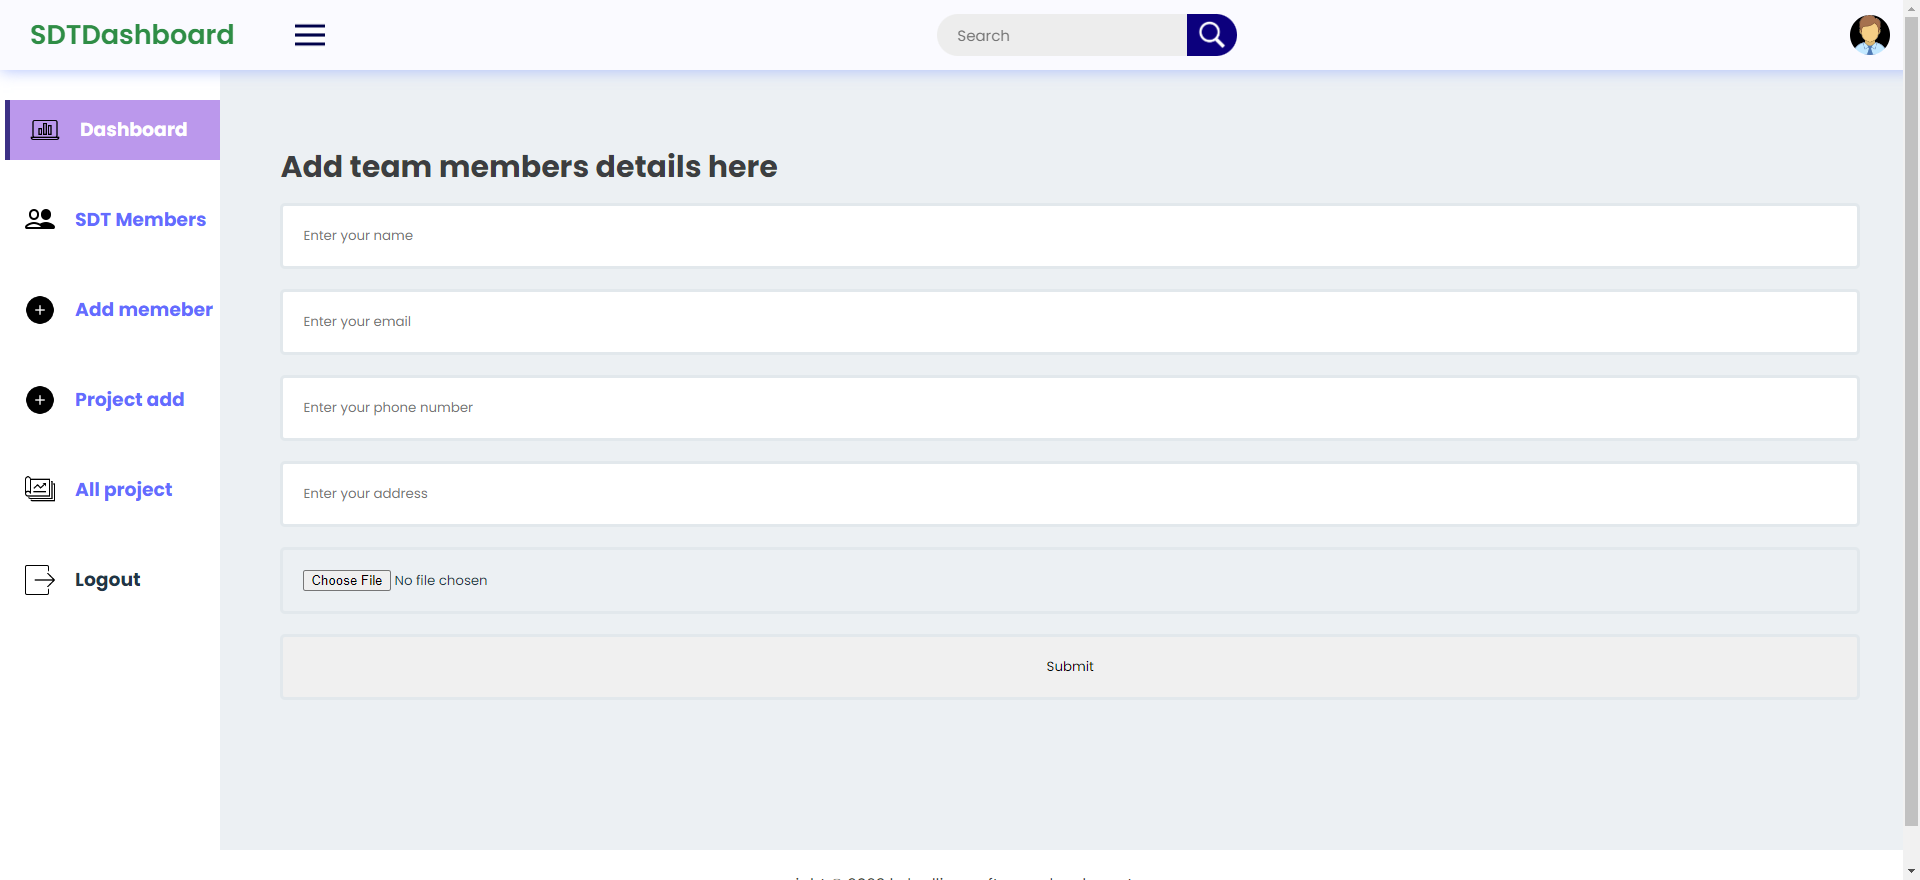 SDTDashboard
Search
Dashboard
SDT Members
Add memeber
Project add
All project
Logout
Add team members details here
Enter your name
Enter your email
Enter your phone number
Enter your address
Choose File No file chosen
Submit